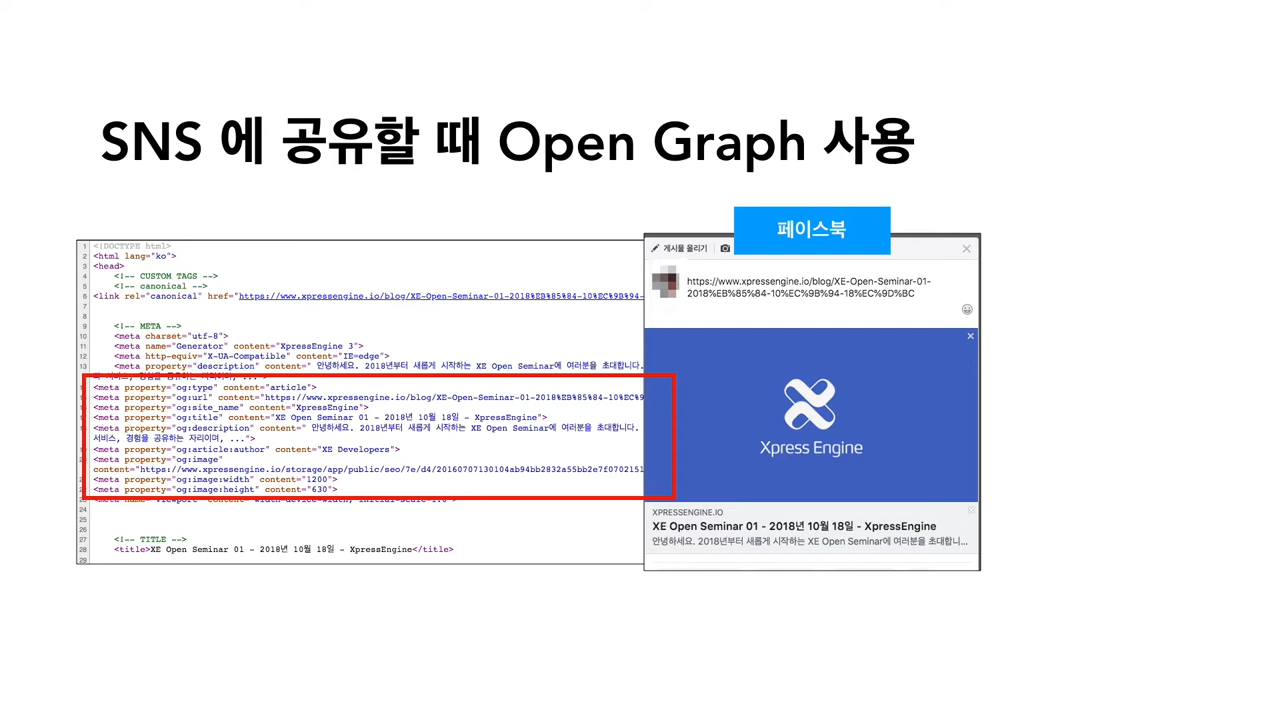 SNS 에 공유할 때 Open Graph 사용
1 <!DOCTYPE html>
2 <html lang="ko">
3 <head>
4 <!-- CUSTOM TAGS -->
5 <!-- canonical -->
6 <link rel="canonical" href="https://www.xpressengine.io/blog/XE-Open-Seminar-01-2018%EB%85%84-10%EC%9B%94-
8
9 <!-- META -->
10 <meta charset="utf-8">
11 <meta name="Generator" content="XpressEngine 3">
12 <meta http-equiv="X-UA-Compatible" content="IE=edge">
13 <meta property="description" content=" 안녕하세요. 2018년부터 새롭게 시작하는 XE Open Seminar에 여러분을 초대합니다.
<meta property="og:type" content="article">
<meta property="og:url" content="https://www.xpressengine.io/blog/XE-Open-Seminar-01-2018%EB%85%84-10%EC%9
<meta property="og:site_name" content="XpressEngine">
<meta property="og:title" content="XE Open Seminar 01 - 2018년 10월 18일 - XpressEngine">
<meta property="og:description" content=" 안녕하세요. 2018년부터 새롭게 시작하는 XE Open Seminar에 여러분을 초대합니다.
서비스, 경험을 공유하는 자리이며, ...">
<meta property="og:article:author" content="XE Developers">
<meta property="og:image"
content="https://www.xpressengine.io/storage/app/public/seo/7e/d4/20160707130104ab94bb2832a55bb2e7f0702151
<meta property="og:image:width" content="1200">
<meta property="og:image:height" content="630">
24
25
26
27 <!-- TITLE -->
28 <title>XE Open Seminar 01 - 2018년 10월 18일 - XpressEngine</title>
29
페이스북
게시물 올리기
https://www.xpressengine.io/blog/XE-Open-Seminar-01-
2018%EB%85%84-10%EC%9B%94-18%EC%9D%BC
Xpress Engine
XPRESSENGINE.IO
XE Open Seminar 01 - 2018년 10월 18일 - XpressEngine
안녕하세요. 2018년부터 새롭게 시작하는 XE Open Seminar에 여러분을 초대합니...